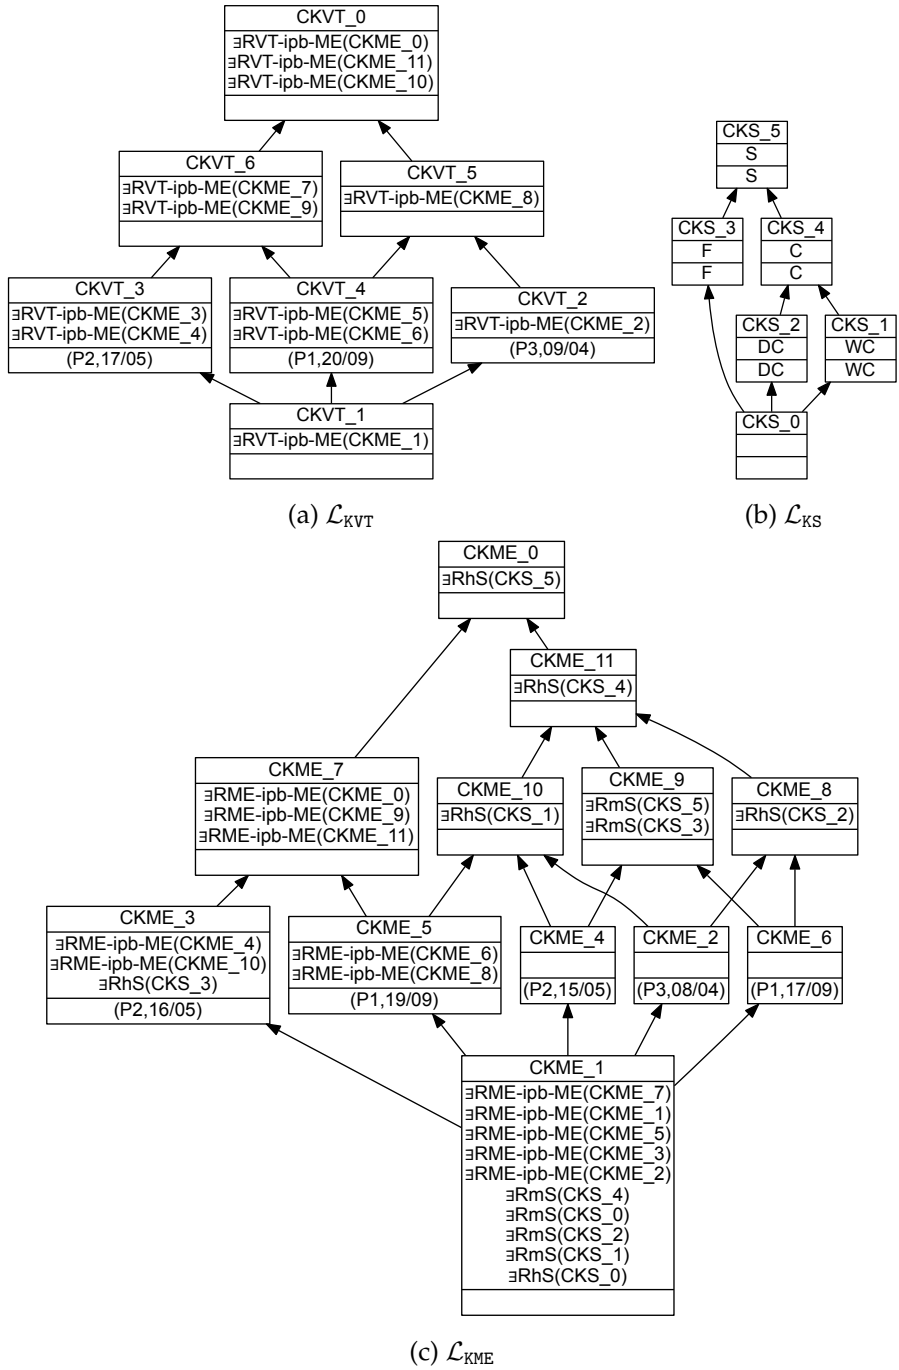 CKVT_0
∃RVT-ipb-ME(CKME_0)
∃RVT-ipb-ME(CKME_11)
∃RVT-ipb-ME(CKME_10)
CKVT_6
∃RVT-ipb-ME(CKME_7)
∃RVT-ipb-ME(CKME_9)
CKVT_5
∃RVT-ipb-ME(CKME_8)
CKVT_3
∃RVT-ipb-ME(CKME_3)
∃RVT-ipb-ME(CKME_4)
(P2,17/05)
CKVT_4
∃RVT-ipb-ME(CKME_5)
∃RVT-ipb-ME(CKME_6)
(P1,20/09)
CKVT_2
∃RVT-ipb-ME(CKME_2)
(P3,09/04)
CKVT_1
∃RVT-ipb-ME(CKME_1)
(a) ℒKVT
CKS_5
S
S
CKS_3
F
F
CKS_4
C
C
CKS_2
DC
DC
CKS_1
WC
WC
CKS_0
(b) ℒKS
CKME_0
∃RhS(CKS_5)
CKME_11
∃RhS(CKS_4)
CKME_7
∃RME-ipb-ME(CKME_0)
∃RME-ipb-ME(CKME_9)
∃RME-ipb-ME(CKME_11)
CKME_10
∃RhS(CKS_1)
CKME_9
∃RmS(CKS_5)
∃RmS(CKS_3)
CKME_8
∃RhS(CKS_2)
CKME_3
∃RME-ipb-ME(CKME_4)
∃RME-ipb-ME(CKME_10)
∃RhS(CKS_3)
(P2,16/05)
CKME_5
∃RME-ipb-ME(CKME_6)
∃RME-ipb-ME(CKME_8)
(P1,19/09)
CKME_4
(P2,15/05)
CKME_2
(P3,08/04)
CKME_6
(P1,17/09)
CKME_1
∃RME-ipb-ME(CKME_7)
∃RME-ipb-ME(CKME_1)
∃RME-ipb-ME(CKME_5)
∃RME-ipb-ME(CKME_3)
∃RME-ipb-ME(CKME_2)
∃RmS(CKS_4)
∃RmS(CKS_0)
∃RmS(CKS_2)
∃RmS(CKS_1)
∃RhS(CKS_0)
(c) ℒKME